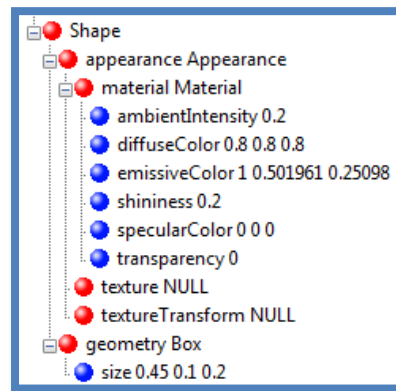 Shape
appearance Appearance
material Material
ambientIntensity 0.2
diffuseColor 0.8 0.8 0.8
emissiveColor 1 0.501961 0.25098
shininess 0.2
specularColor 0 0 0
transparency 0
texture NULL
textureTransform NULL
geometry Box
size 0.45 0.1 0.2